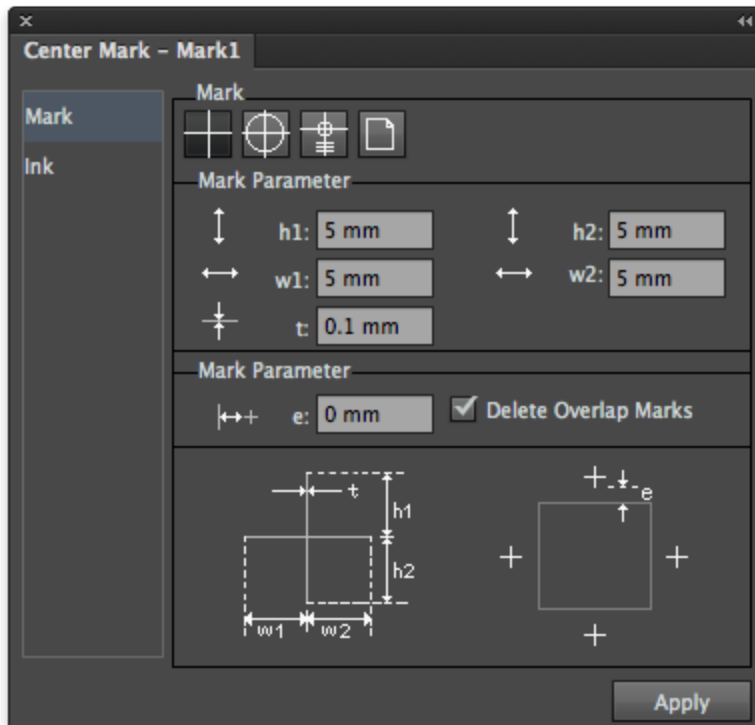 Center Mark – Mark1
Mark
Ink
Mark
Mark Parameter
h1: 5 mm h2: 5 mm
w1: 5 mm w2: 5 mm
t: 0.1 mm
Mark Parameter
e: 0 mm Delete Overlap Marks
t
h1
h2
w1 w2
e
Apply